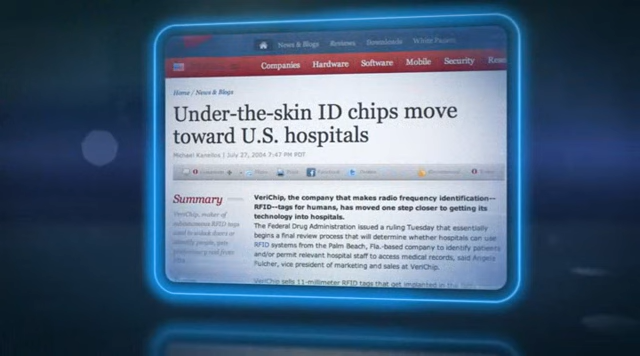 News & Blogs Reviews Downloads White Papers
Companies Hardware Software Mobile Security
Home / News & Blogs
Under-the-skin ID chips move
toward U.S. hospitals
Michael Kanellos | July 27, 2004 7:47 PM PDT
Summary
VeriChip, the company that makes radio frequency identification--
RFID--tags for humans, has moved one step closer to getting its
technology into hospitals.
The Federal Drug Administration issued a ruling Tuesday that essentially
begins a final review process that will determine whether hospitals can use
RFID systems from the Palm Beach, Fla.-based company to identify patients
and/or permit relevant hospital staff to access medical records, said Angela
Fulcher, vice president of marketing and sales at VeriChip.
VeriChip sells 11-millimeter RFID tags that get implanted in the